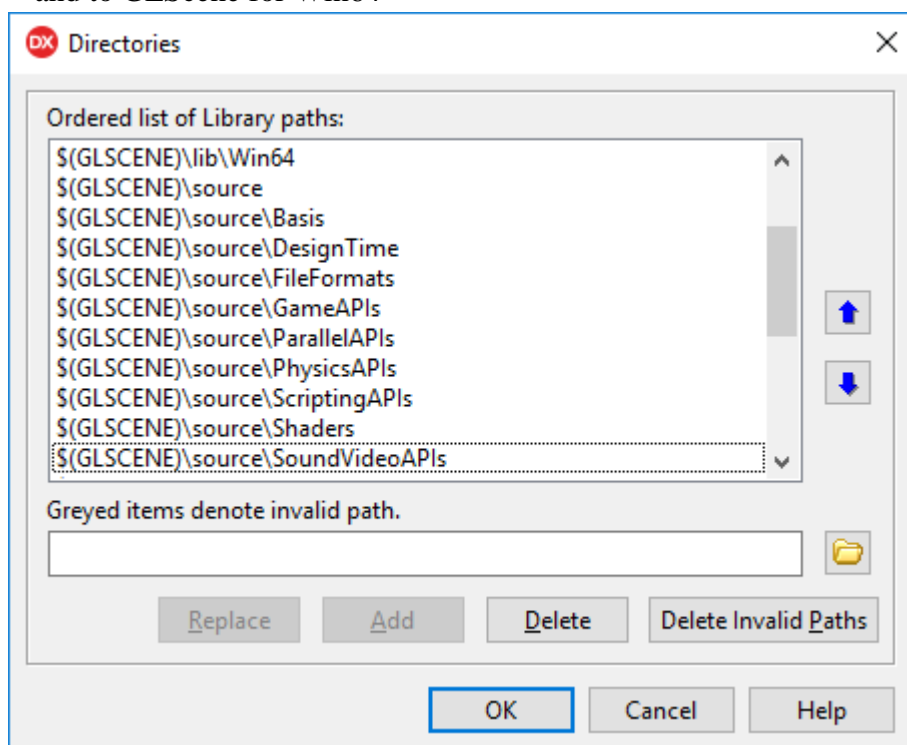 and to GLScene for Win64:
DX Directories
Ordered list of Library paths:
$(GLSCENE)\lib\Win64
$(GLSCENE)\source
$(GLSCENE)\source\Basis
$(GLSCENE)\source\DesignTime
$(GLSCENE)\source\FileFormats
$(GLSCENE)\source\GameAPIs
$(GLSCENE)\source\ParallelAPIs
$(GLSCENE)\source\PhysicsAPIs
$(GLSCENE)\source\ScriptingAPIs
$(GLSCENE)\source\Shaders
$(GLSCENE)\source\SoundVideoAPIs
Greyed items denote invalid path.
Replace Add Delete Delete Invalid Paths
OK Cancel Help